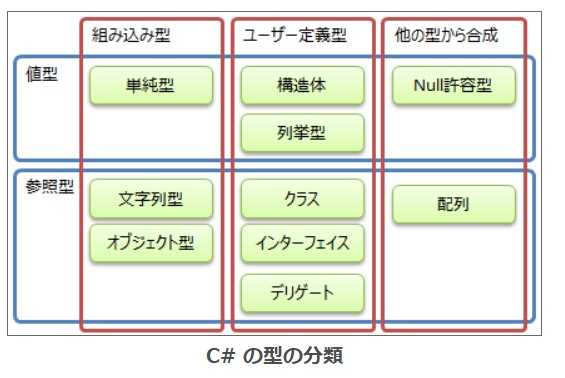 組み込み型 ユーザー定義型 他の型から合成
値型 単純型 構造体 Null許容型
列挙型
参照型 文字列型 クラス 配列
オブジェクト型 インターフェイス
デリゲート
C# の型の分類